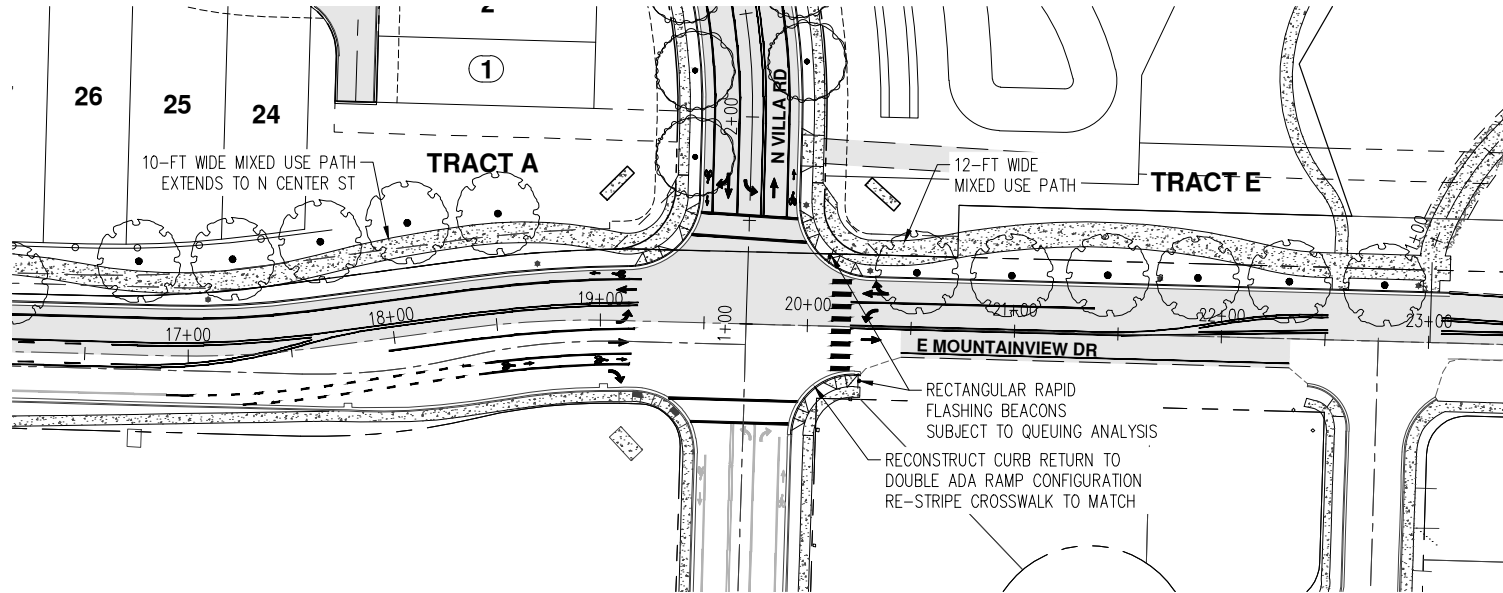 2
1
26
25
24
2+00
N VILLA RD
10-FT WIDE MIXED USE PATH
EXTENDS TO N CENTER ST
TRACT A
12-FT WIDE
MIXED USE PATH
TRACT E
17+00
18+00
19+00
1+00
20+00
21+00
22+00
23+00
E MOUNTAINVIEW DR
RECTANGULAR RAPID
FLASHING BEACONS
SUBJECT TO QUEUING ANALYSIS
RECONSTRUCT CURB RETURN TO
DOUBLE ADA RAMP CONFIGURATION
RE-STRIPE CROSSWALK TO MATCH